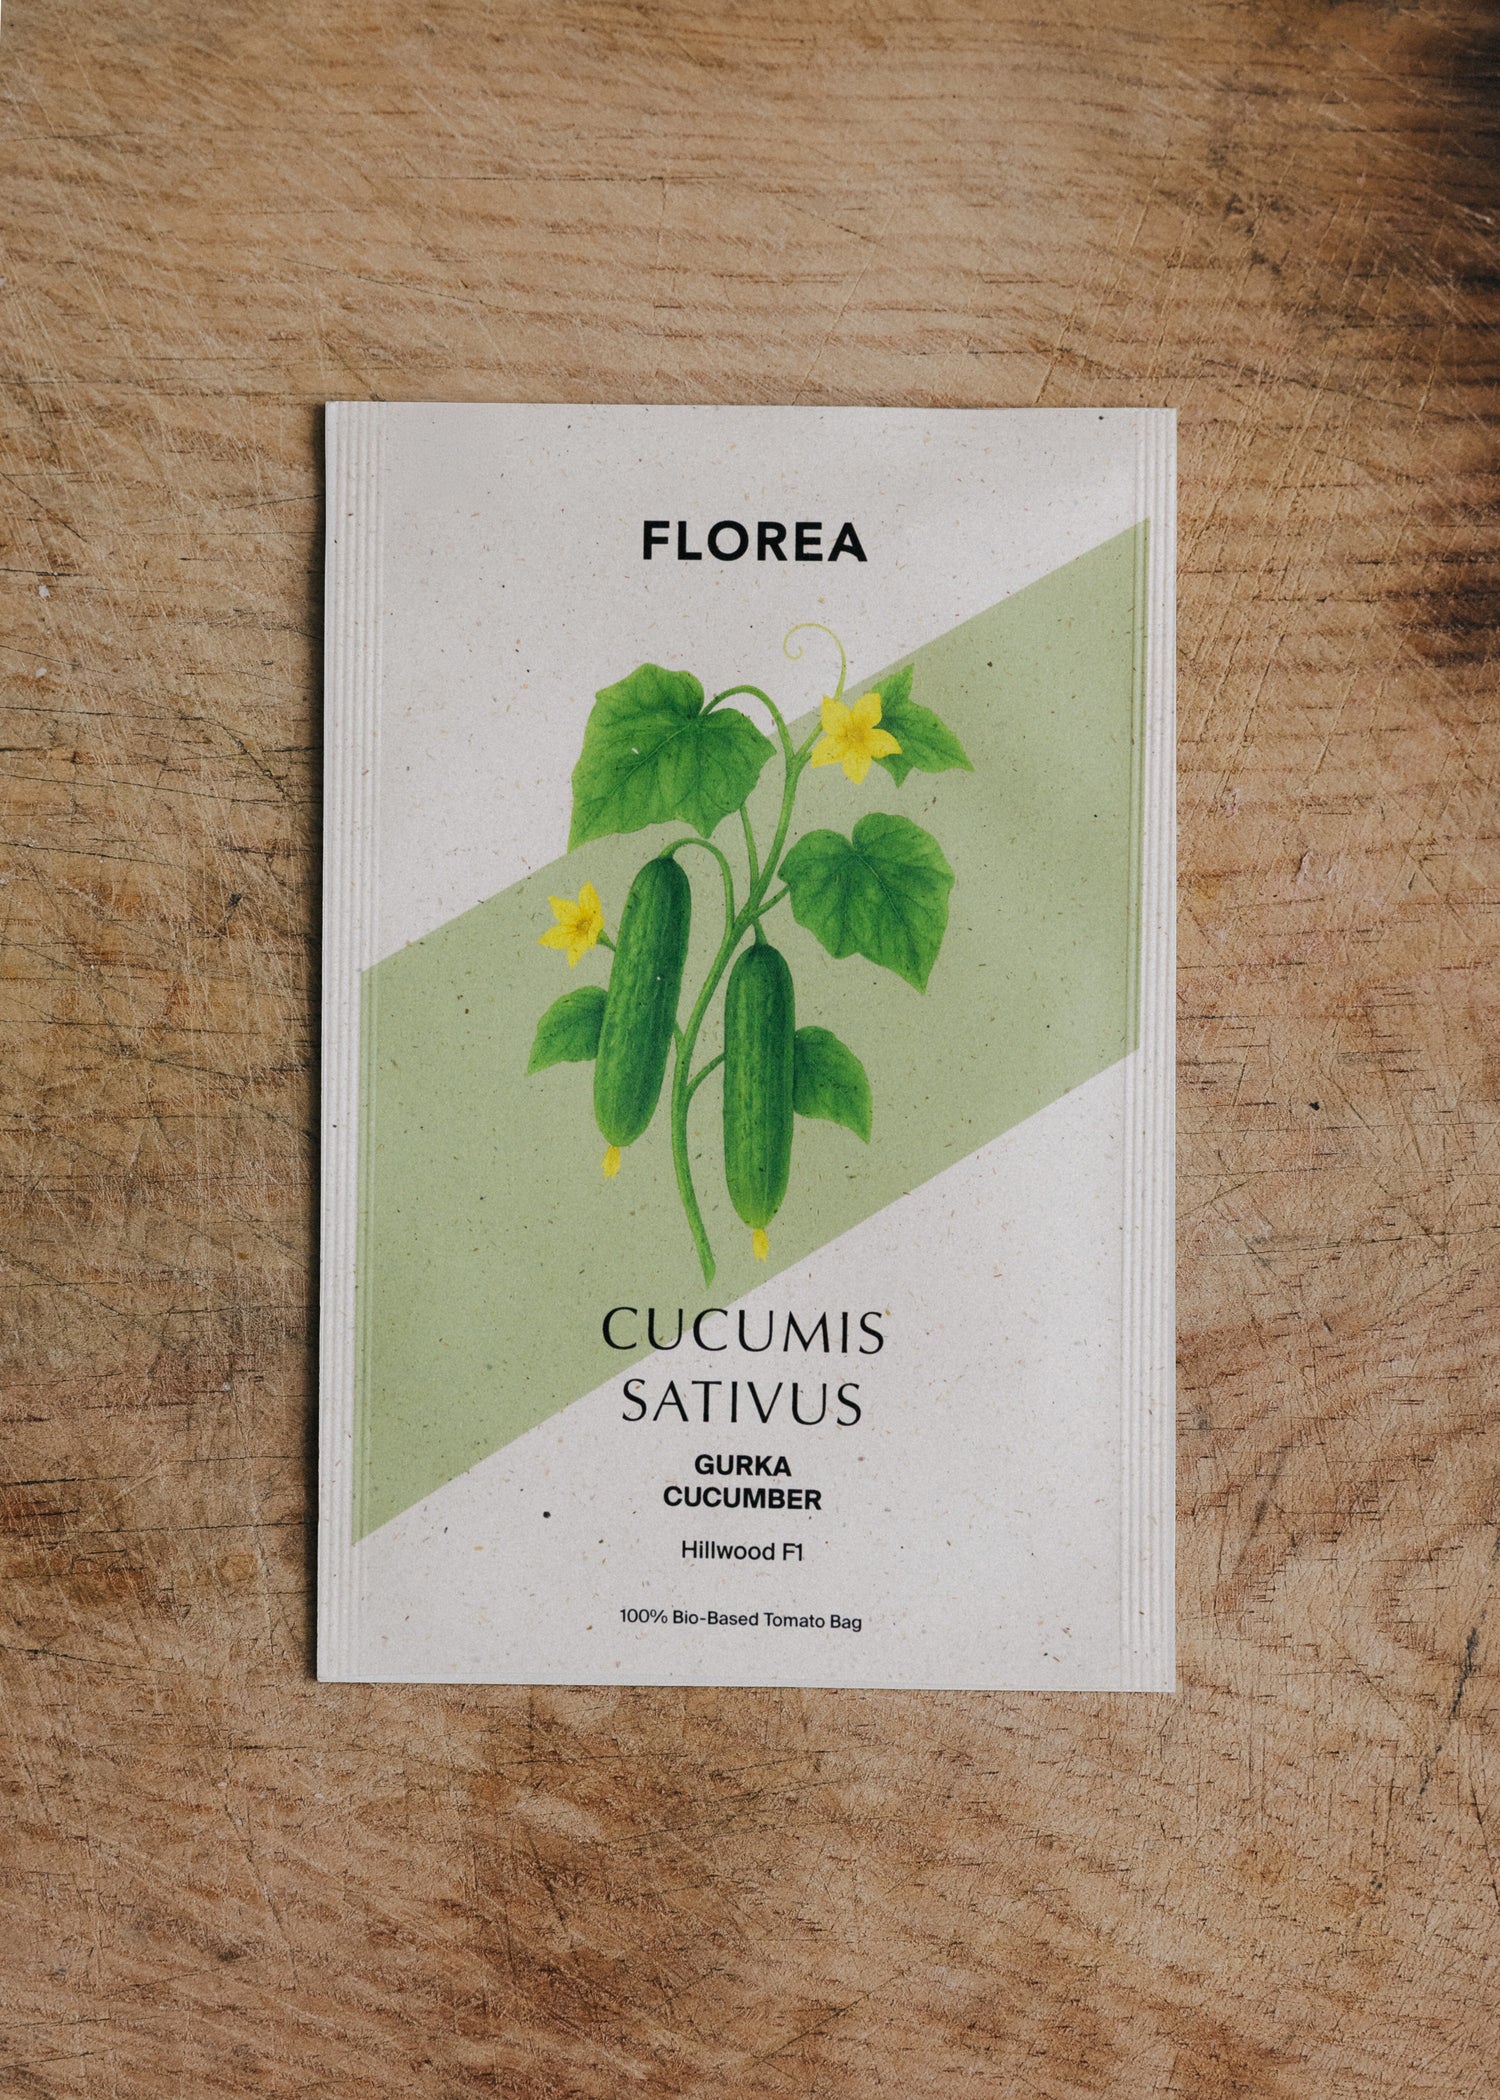 FLOREA
CUCUMIS
SATIVUS
GURKA
CUCUMBER
Hillwood F1
100% Bio-Based Tomato Bag